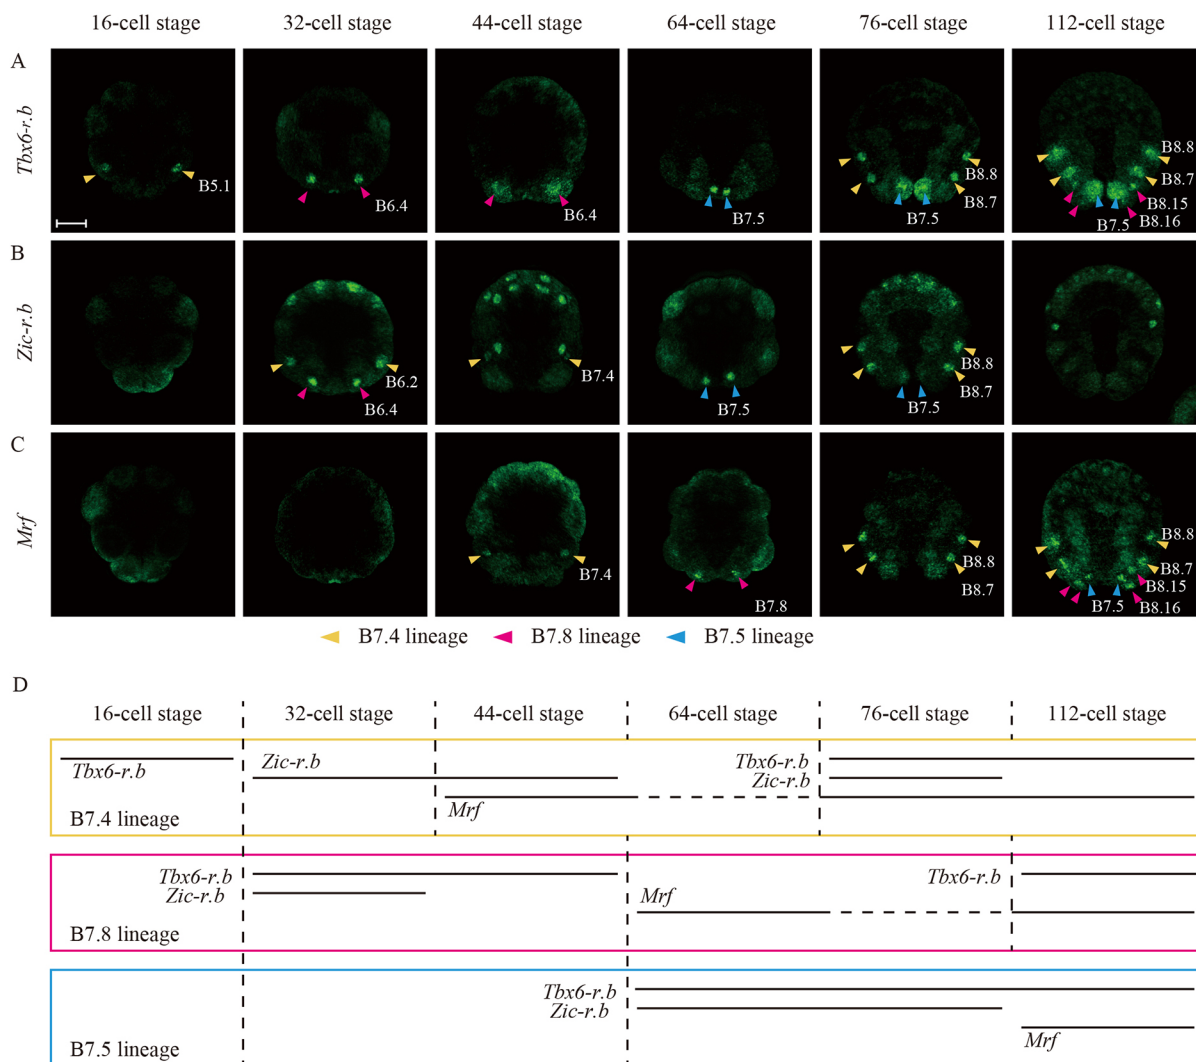 16-cell stage 32-cell stage 44-cell stage 64-cell stage 76-cell stage 112-cell stage
A
Tbx6-r.b
B5.1
B6.4
B6.4
B7.5
B8.8
B8.7
B7.5
B8.8
B8.7
B8.15
B7.5 B8.16
B
Zic-r.b
B6.2
B6.4
B7.4
B7.5
B8.8
B8.7
B7.5
C
Mrf
B7.4
B7.8
B8.8
B8.7
B8.8
B8.7
B8.15
B7.5 B8.16
B7.4 lineage B7.8 lineage B7.5 lineage
D
16-cell stage 32-cell stage 44-cell stage 64-cell stage 76-cell stage 112-cell stage
Tbx6-r.b
Zic-r.b
Mrf
Tbx6-r.b
Zic-r.b
B7.4 lineage
Tbx6-r.b
Zic-r.b
Mrf
Tbx6-r.b
B7.8 lineage
Tbx6-r.b
Zic-r.b
Mrf
B7.5 lineage